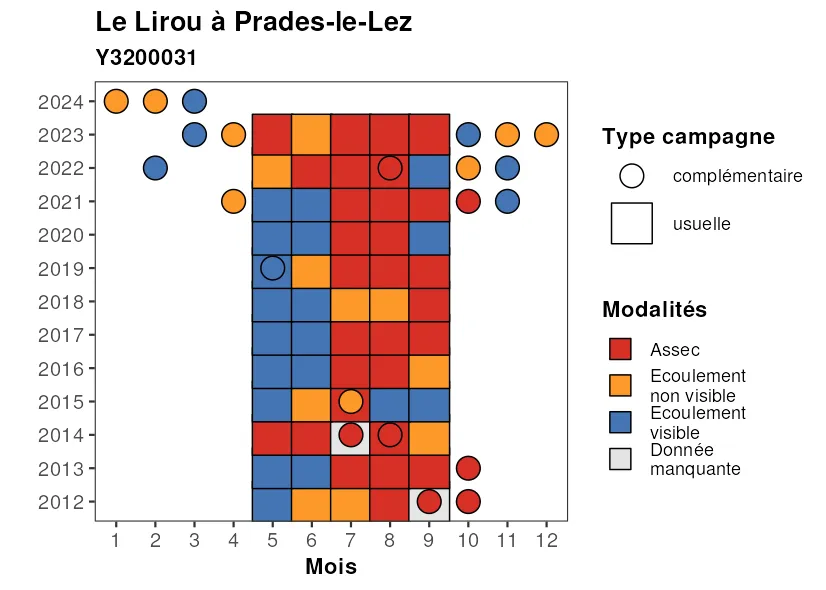 Le Lirou à Prades-le-Lez
Y3200031
2024
2023
2022
2021
2020
2019
2018
2017
2016
2015
2014
2013
2012
1 2 3 4 5 6 7 8 9 10 11 12
Mois
Type campagne
complémentaire
usuelle
Modalités
Assec
Ecoulement
non visible
Ecoulement
visible
Donnée
manquante